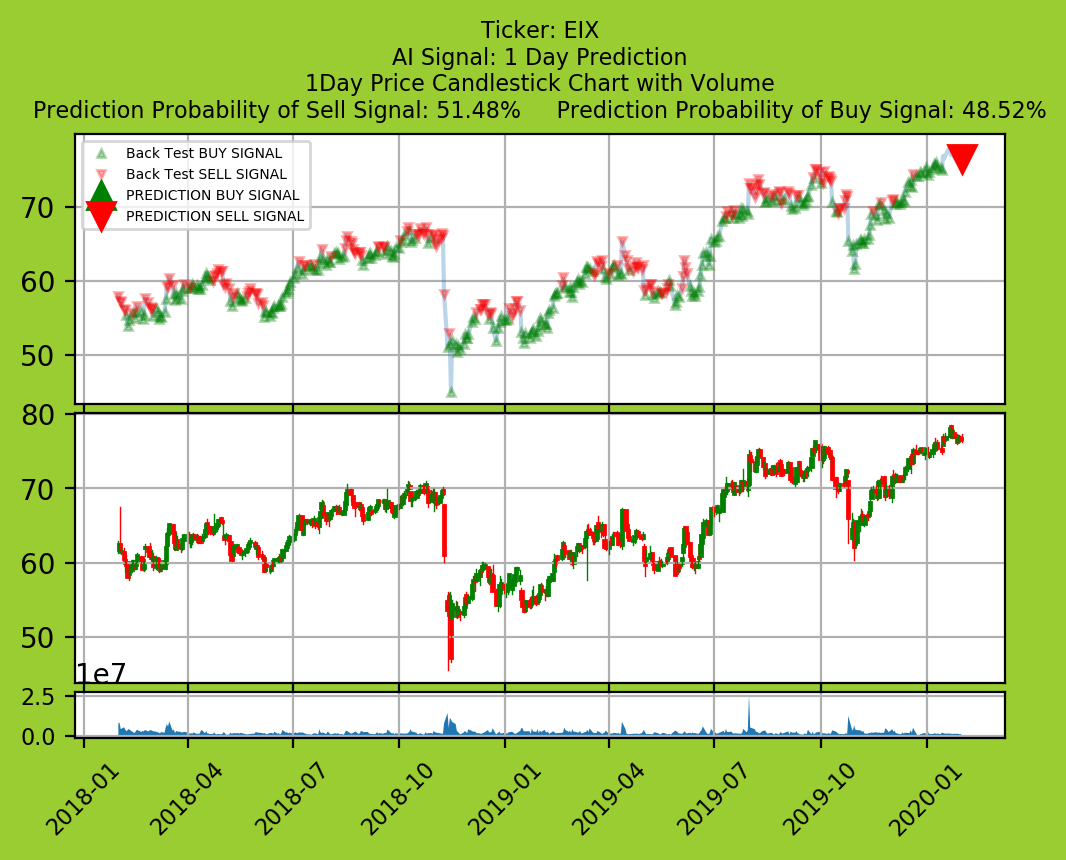 Ticker: EIX
AI Signal: 1 Day Prediction
1Day Price Candlestick Chart with Volume
Prediction Probability of Sell Signal: 51.48% Prediction Probability of Buy Signal: 48.52%
Back Test BUY SIGNAL
Back Test SELL SIGNAL
PREDICTION BUY SIGNAL
PREDICTION SELL SIGNAL
70
60
50
80
70
60
50
1e7
2.5
0.0
2018-01 2018-04 2018-07 2018-10 2019-01 2019-04 2019-07 2019-10 2020-01